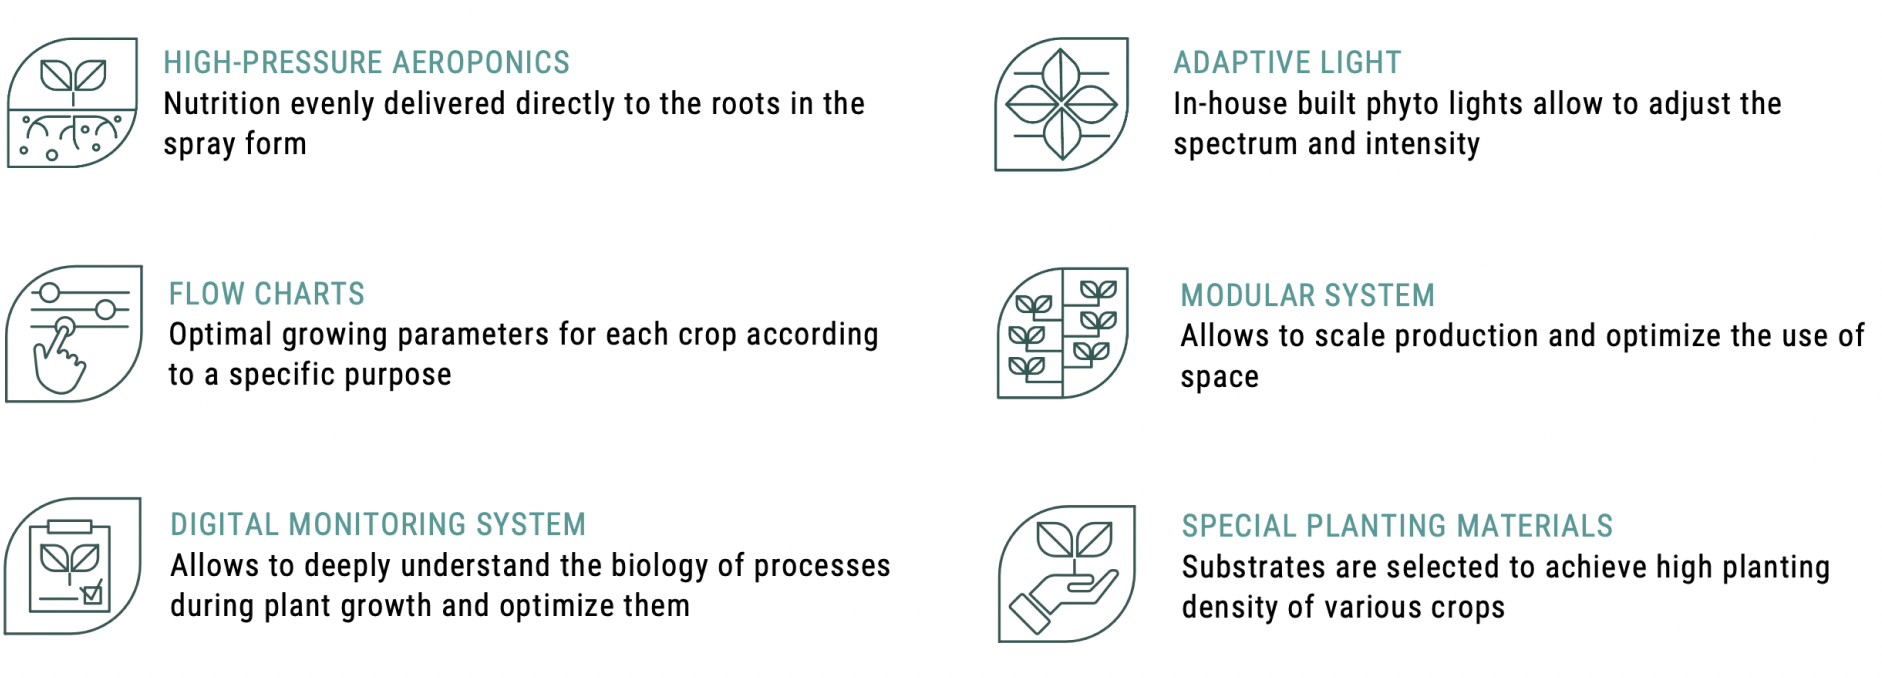 HIGH-PRESSURE AEROPONICS
Nutrition evenly delivered directly to the roots in the
spray form
ADAPTIVE LIGHT
In-house built phyto lights allow to adjust the
spectrum and intensity
FLOW CHARTS
Optimal growing parameters for each crop according
to a specific purpose
MODULAR SYSTEM
Allows to scale production and optimize the use of
space
DIGITAL MONITORING SYSTEM
Allows to deeply understand the biology of processes
during plant growth and optimize them
SPECIAL PLANTING MATERIALS
Substrates are selected to achieve high planting
density of various crops